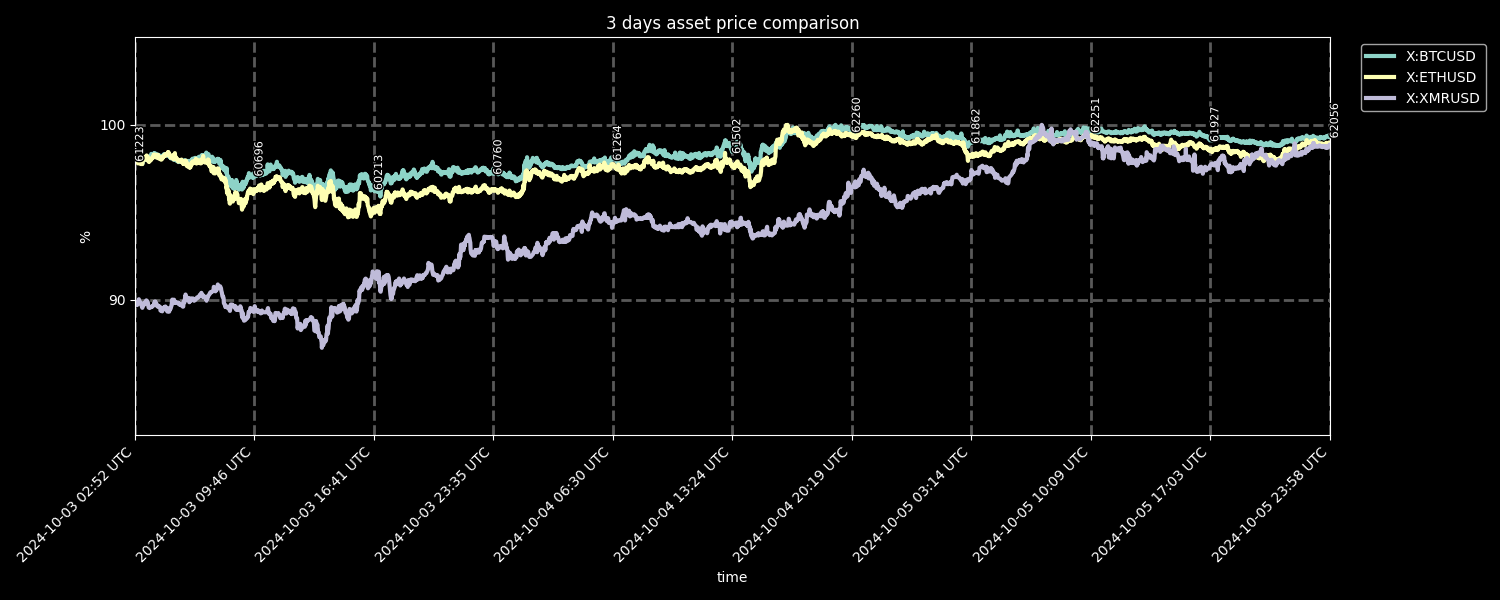 3 days asset price comparison
X:BTCUSD
X:ETHUSD
X:XMRUSD
100
90
%
61223
60696
60213
60760
61264
61502
62260
61862
62251
61927
62056
2024-10-03 02:52 UTC
2024-10-03 09:46 UTC
2024-10-03 16:41 UTC
2024-10-03 23:35 UTC
2024-10-04 06:30 UTC
2024-10-04 13:24 UTC
2024-10-04 20:19 UTC
2024-10-05 03:14 UTC
2024-10-05 10:09 UTC
2024-10-05 17:03 UTC
2024-10-05 23:58 UTC
time